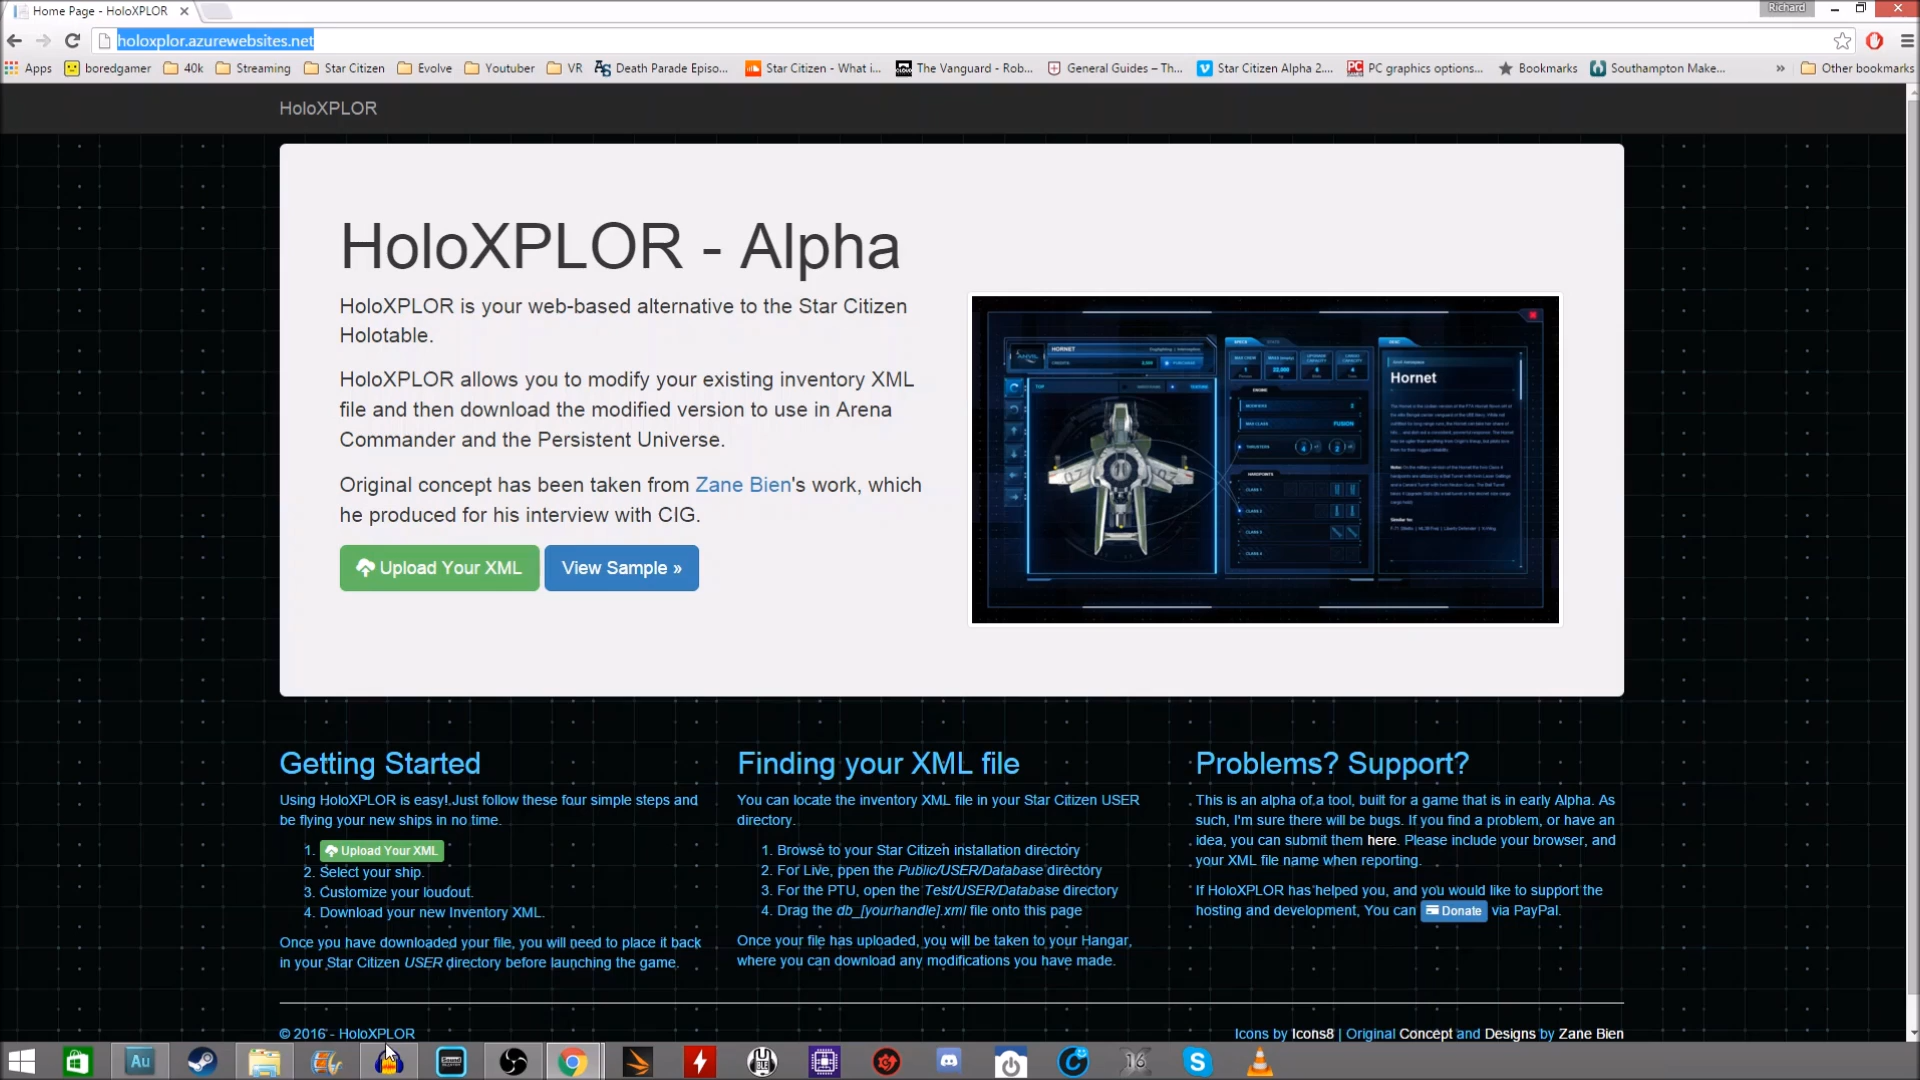 Home Page - HoloXPLOR
Richard
holoxplor.azurewebsites.net
Apps boredgamer 40k Streaming Star Citizen Evolve Youtuber VR Death Parade Episo... Star Citizen - What i... The Vanguard - Rob... General Guides – Th... Star Citizen Alpha 2.... PC graphics options... Bookmarks Southampton Make... » Other bookmarks
HoloXPLOR
HoloXPLOR - Alpha
HoloXPLOR is your web-based alternative to the Star Citizen
Holotable.
HoloXPLOR allows you to modify your existing inventory XML
file and then download the modified version to use in Arena
Commander and the Persistent Universe.
Original concept has been taken from Zane Bien's work, which
he produced for his interview with CIG.
Upload Your XML View Sample »
HORNET
Hornet
Getting Started
Using HoloXPLOR is easy! Just follow these four simple steps and
be flying your new ships in no time.
1. Upload Your XML
2. Select your ship.
3. Customize your loudout.
4. Download your new Inventory XML.
Once you have downloaded your file, you will need to place it back
in your Star Citizen USER directory before launching the game.
Finding your XML file
You can locate the inventory XML file in your Star Citizen USER
directory.
1. Browse to your Star Citizen installation directory
2. For Live, ppen the Public/USER/Database directory
3. For the PTU, open the Test/USER/Database directory
4. Drag the db_[yourhandle].xml file onto this page
Once your file has uploaded, you will be taken to your Hangar,
where you can download any modifications you have made.
Problems? Support?
This is an alpha of a tool, built for a game that is in early Alpha. As
such, I'm sure there will be bugs. If you find a problem, or have an
idea, you can submit them here. Please include your browser, and
your XML file name when reporting.
If HoloXPLOR has helped you, and you would like to support the
hosting and development, You can Donate via PayPal.
© 2016 - HoloXPLOR
Icons by Icons8 | Original Concept and Designs by Zane Bien
Au